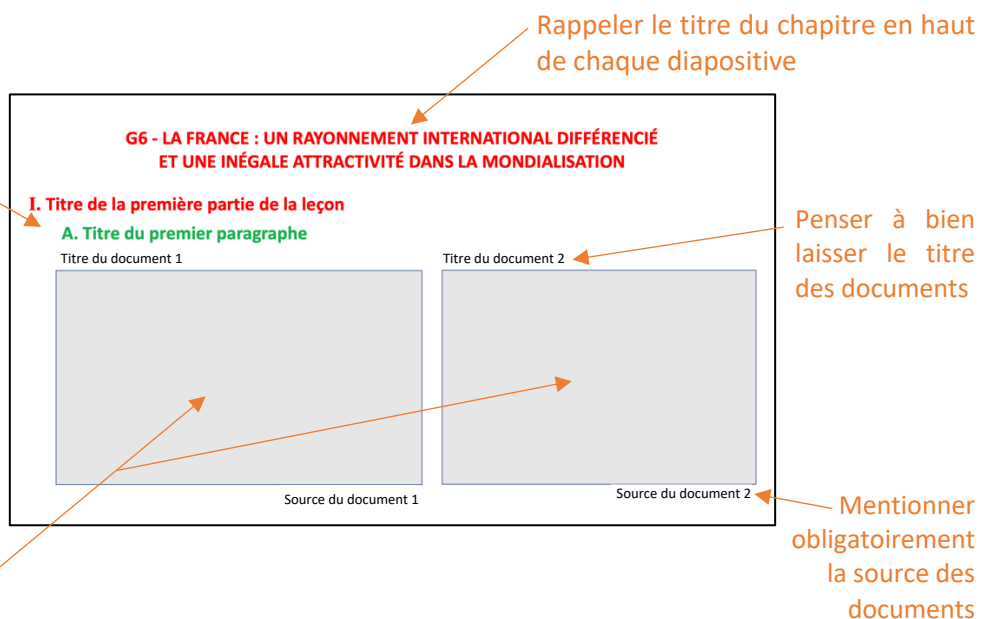 Rappeler le titre du chapitre en haut
de chaque diapositive
G6 - LA FRANCE : UN RAYONNEMENT INTERNATIONAL DIFFÉRENCIÉ
ET UNE INÉGALE ATTRACTIVITÉ DANS LA MONDIALISATION
I. Titre de la première partie de la leçon
A. Titre du premier paragraphe
Titre du document 1
Titre du document 2
Penser à bien
laisser le titre
des documents
Source du document 1
Source du document 2
Mentionner
obligatoirement
la source des
documents